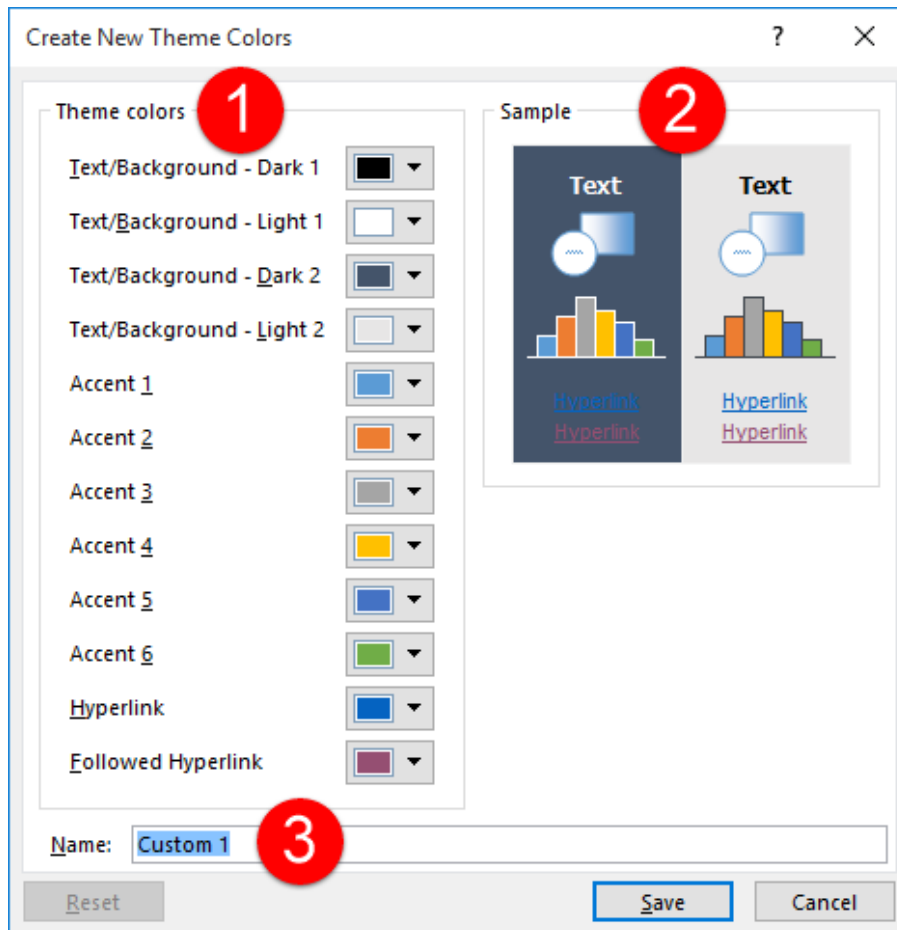 Create New Theme Colors ?
Theme colors 1
Text/Background - Dark 1
Text/Background - Light 1
Text/Background - Dark 2
Text/Background - Light 2
Accent 1
Accent 2
Accent 3
Accent 4
Accent 5
Accent 6
Hyperlink
Followed Hyperlink
Sample 2
Text Text
Hyperlink Hyperlink
Hyperlink Hyperlink
Name: Custom 1 3
Reset Save Cancel